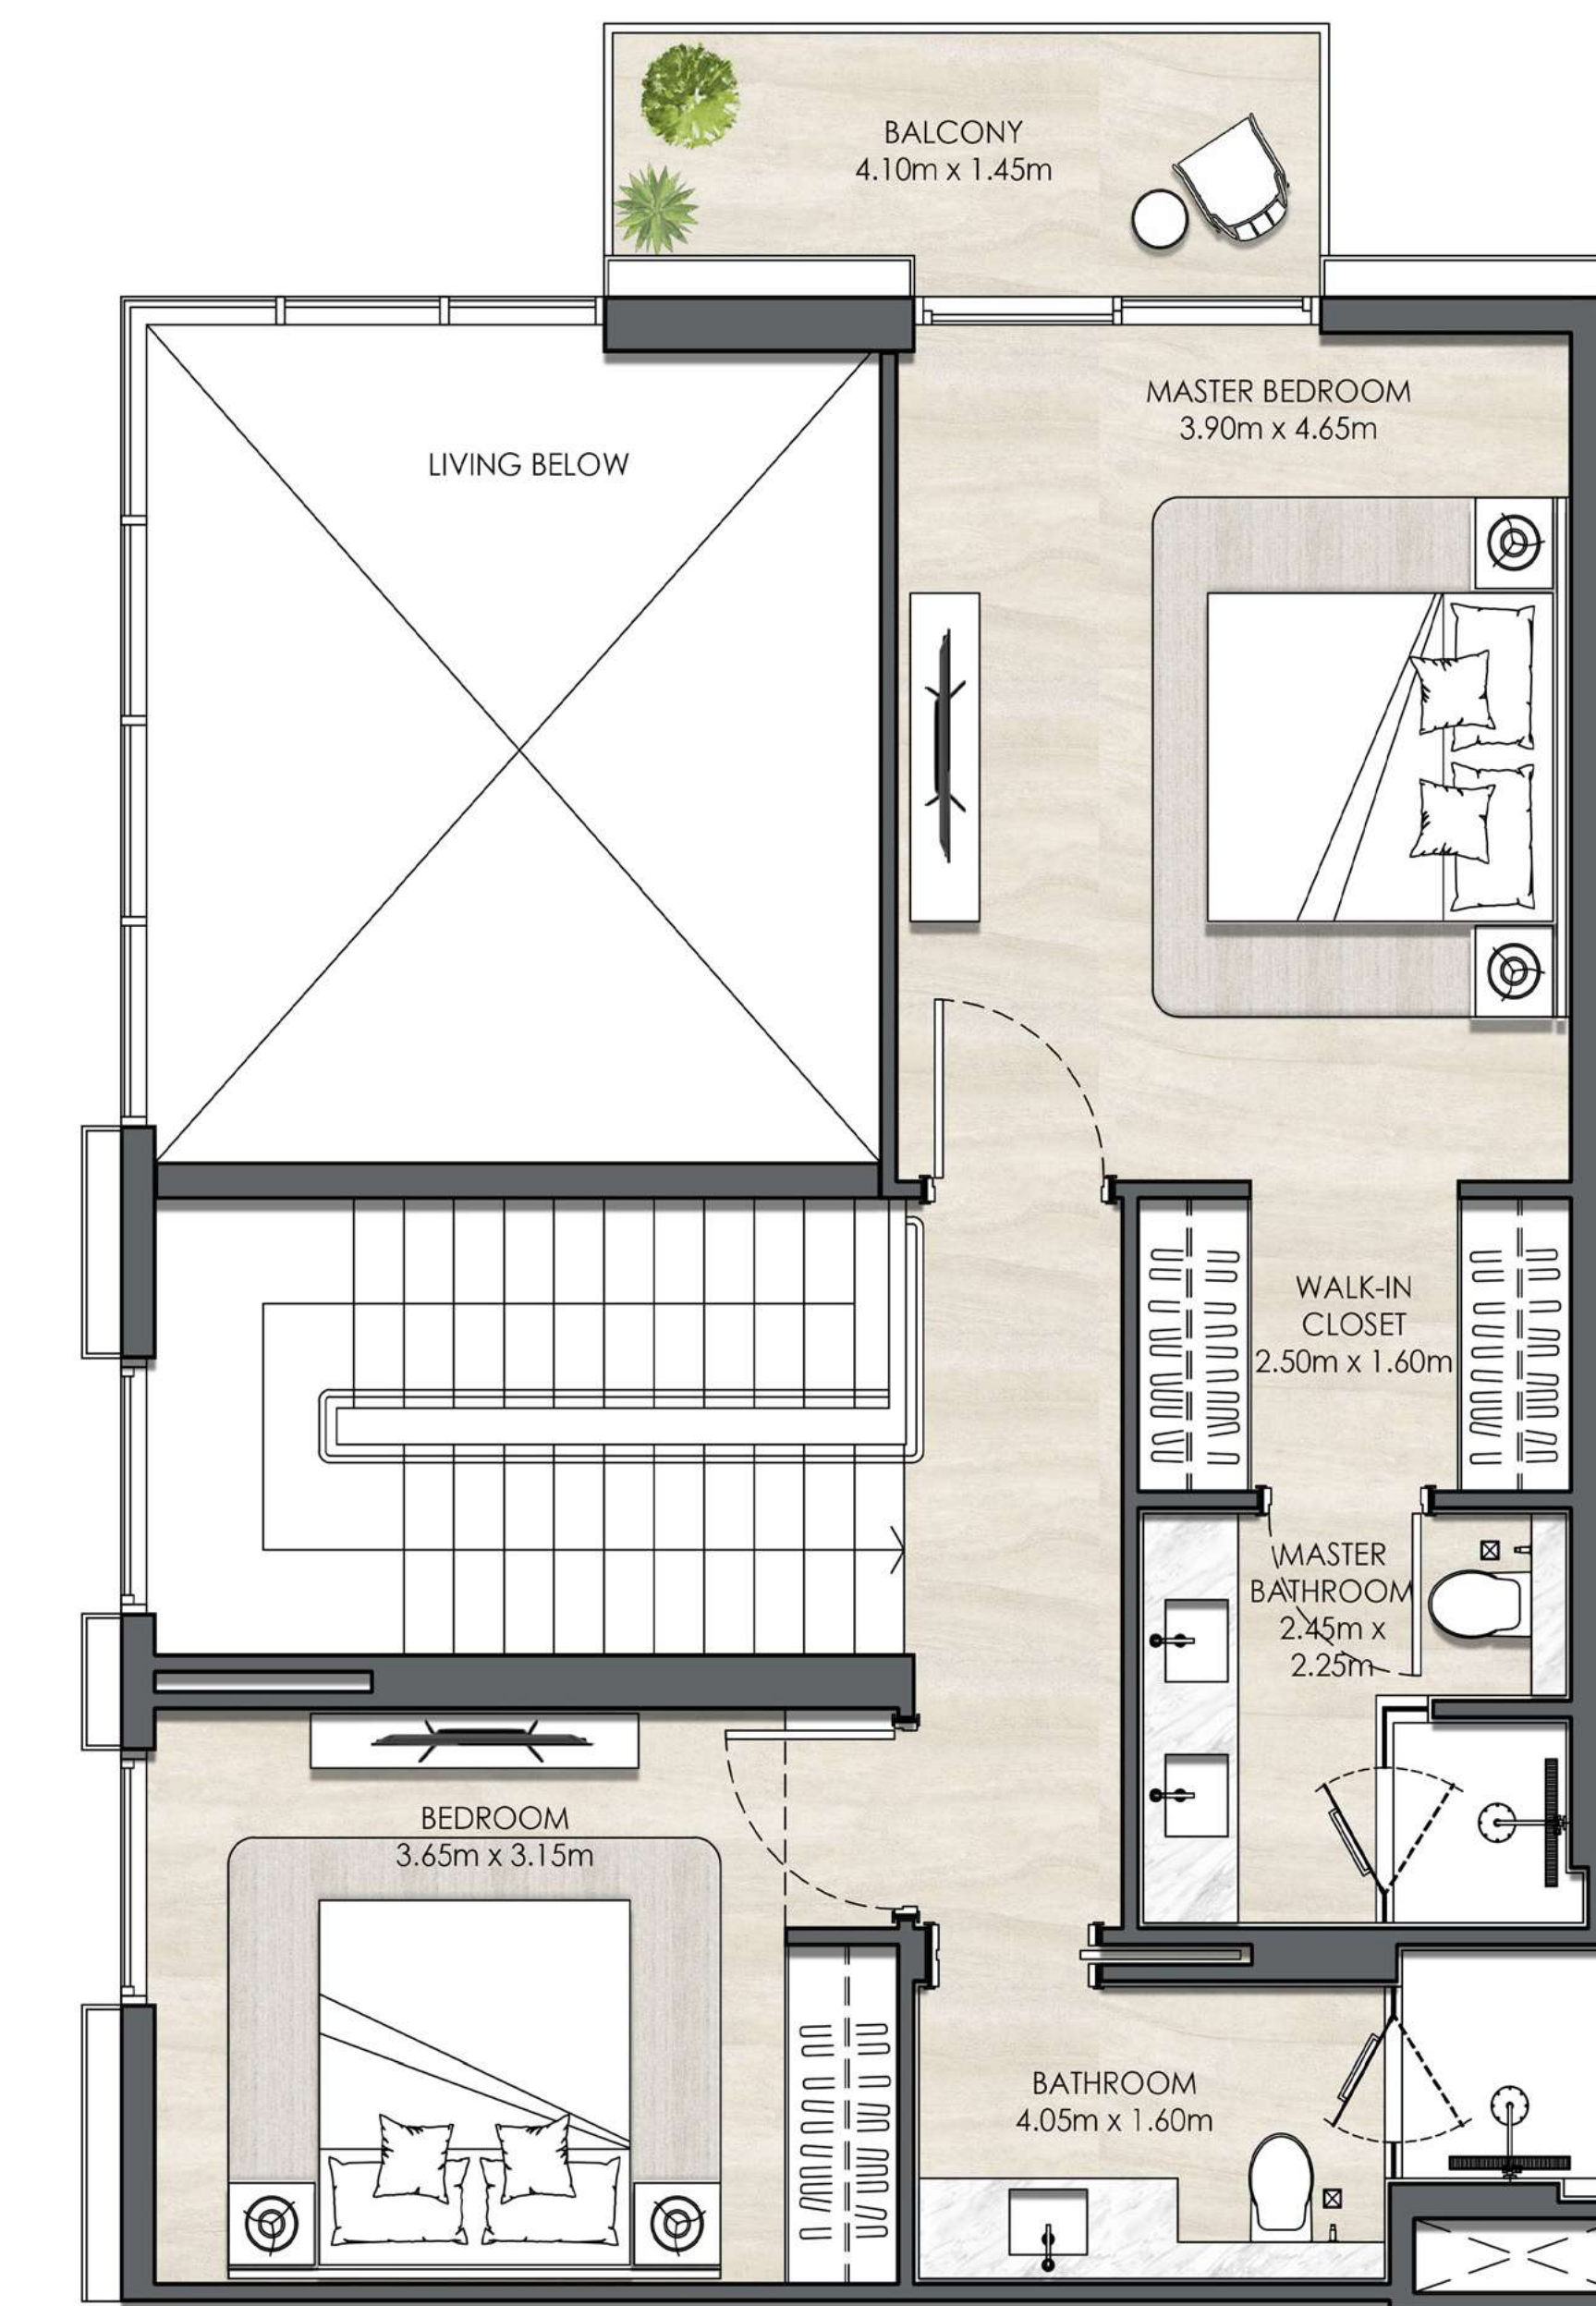 BALCONY
4.10m x 1.45m
MASTER BEDROOM
3.90m x 4.65m
LIVING BELOW
WALK-IN
CLOSET
2.50m x 1.60m
MASTER
BATHROOM
2.45m x
2.25m
BEDROOM
3.65m x 3.15m
BATHROOM
4.05m x 1.60m